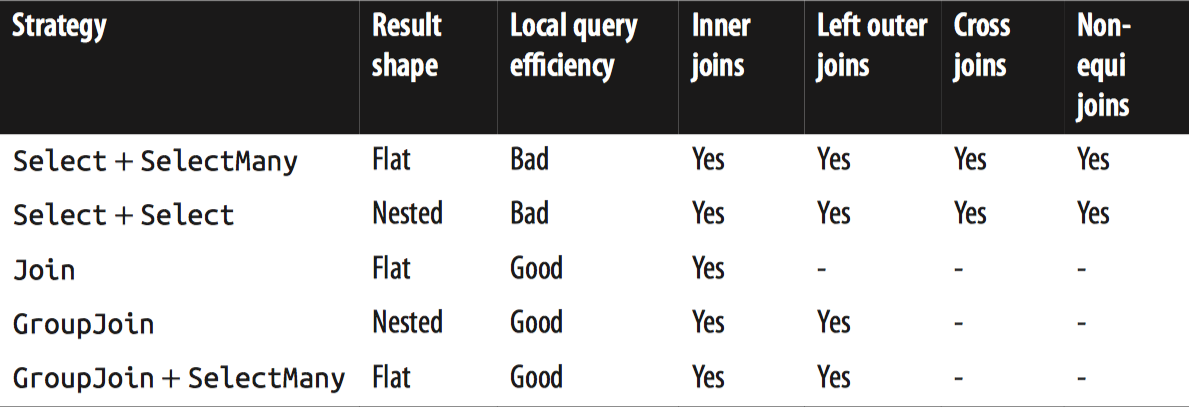 Strategy Result shape Local query efficiency Inner joins Left outer joins Cross joins Non-equi joins
Select + SelectMany Flat Bad Yes Yes Yes Yes
Select + Select Nested Bad Yes Yes Yes Yes
Join Flat Good Yes - - -
GroupJoin Nested Good Yes Yes - -
GroupJoin + SelectMany Flat Good Yes Yes - -